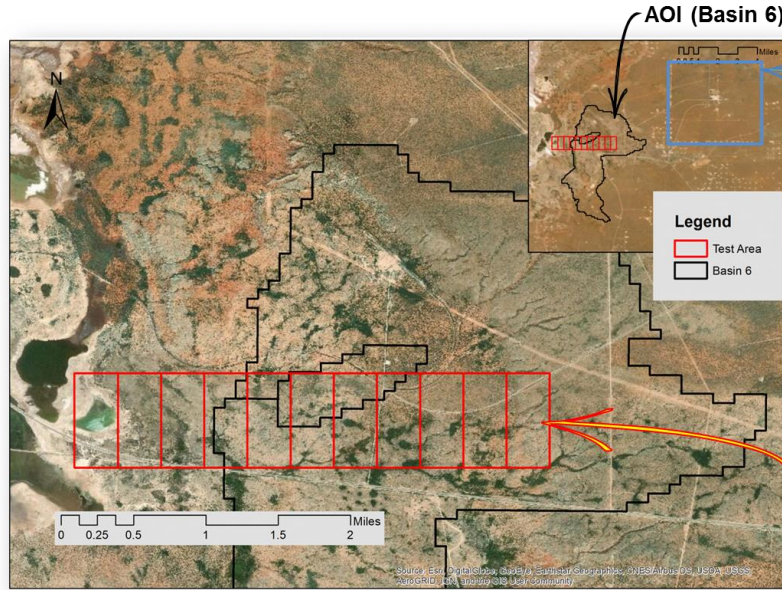 AOI (Basin 6)
Miles
N
Legend
Test Area
Basin 6
Miles
0 0.25 0.5 1 1.5 2
Source: Esri, DigitalGlobe, GeoEye, Earthstar Geographics, CNES/Airbus DS, USDA, USGS,
AeroGRID, IGN, and the GIS User Community